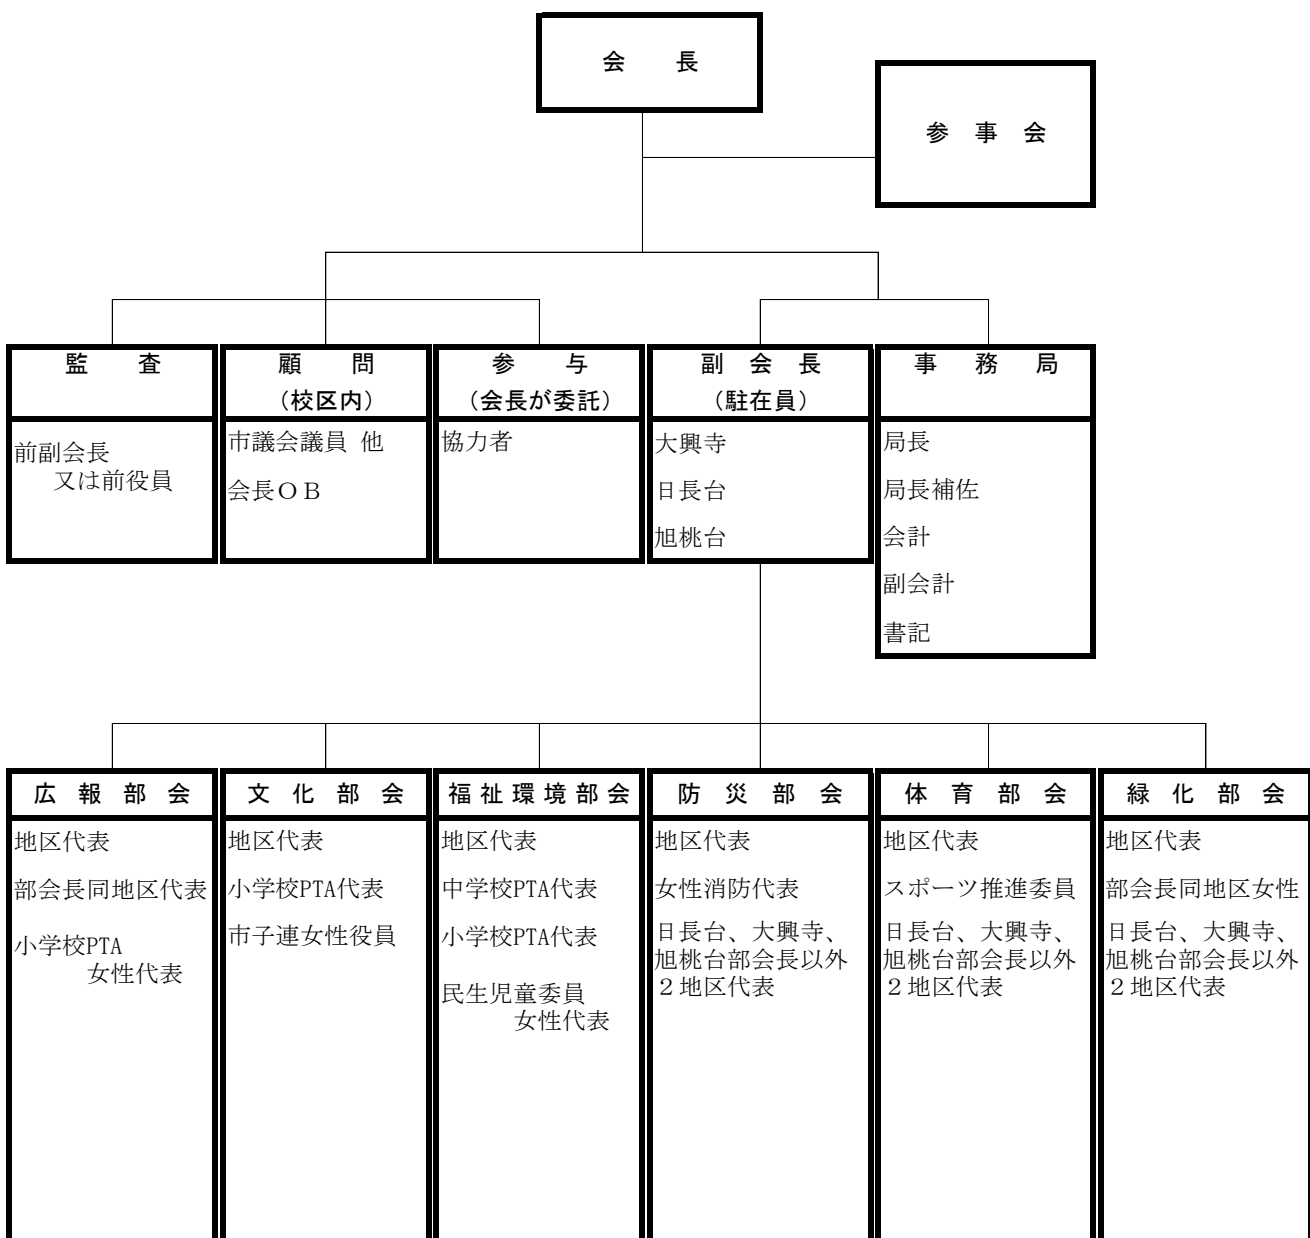 会　長
参　事　会
監　査
前副会長
又は前役員
顧　問
（校区内）
市議会議員 他
会長ＯＢ
参　与
（会長が委託）
協力者
副　会　長
（駐在員）
大興寺
日長台
旭桃台
事　務　局
局長
局長補佐
会計
副会計
書記
広　報　部　会
地区代表
部会長同地区代表
小学校PTA
女性代表
文　化　部　会
地区代表
小学校PTA代表
市子連女性役員
福祉環境部会
地区代表
中学校PTA代表
小学校PTA代表
民生児童委員
女性代表
防　災　部　会
地区代表
女性消防代表
日長台、大興寺、
旭桃台部会長以外
２地区代表
体　育　部　会
地区代表
スポーツ推進委員
日長台、大興寺、
旭桃台部会長以外
２地区代表
緑　化　部　会
地区代表
部会長同地区女性
日長台、大興寺、
旭桃台部会長以外
２地区代表